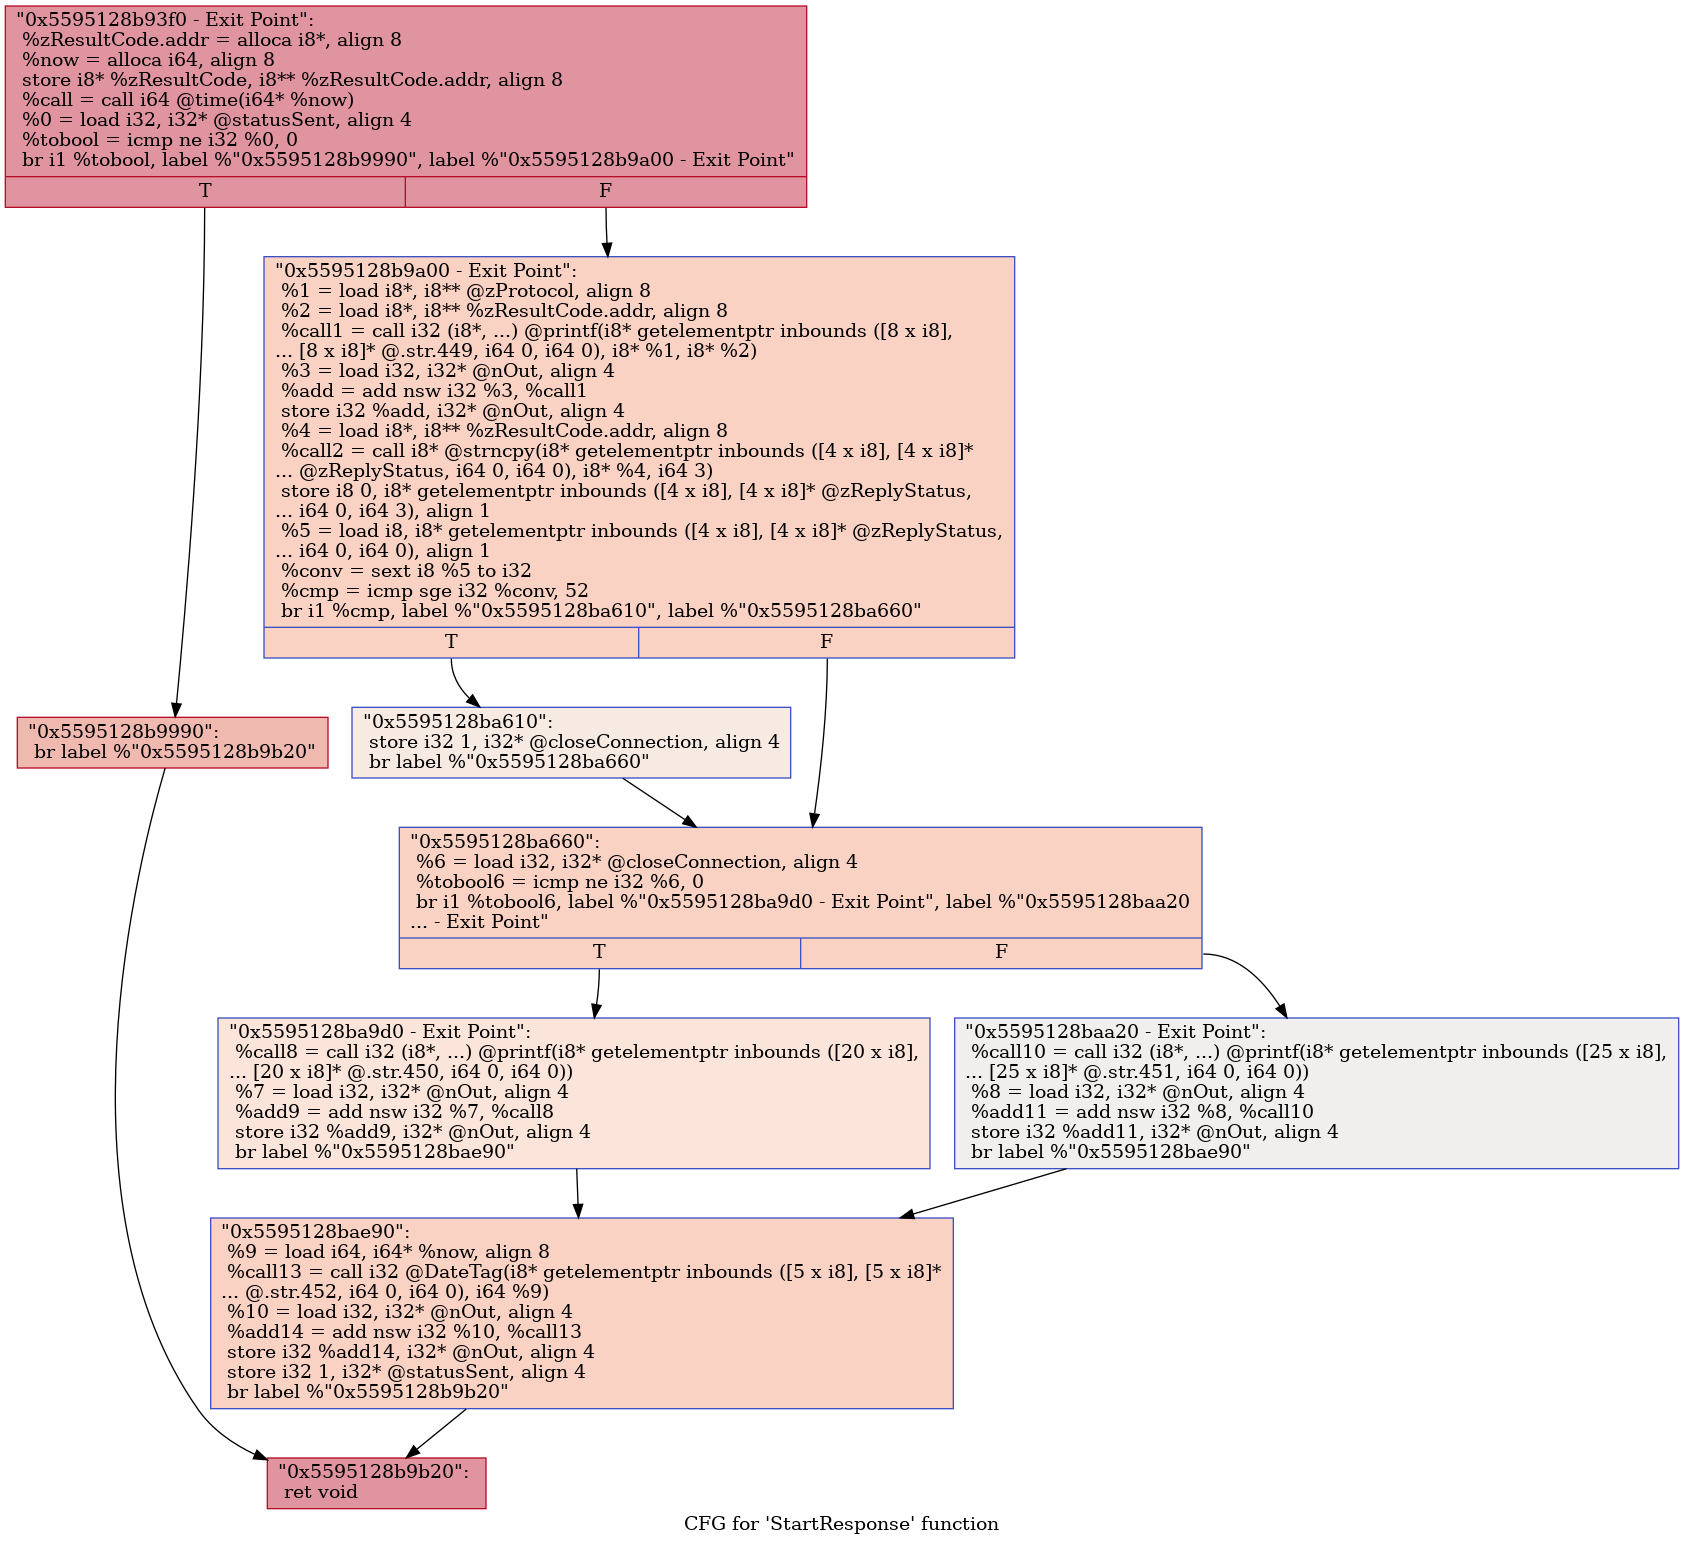 "0x5595128b93f0 - Exit Point":
%zResultCode.addr = alloca i8*, align 8
%now = alloca i64, align 8
store i8* %zResultCode, i8** %zResultCode.addr, align 8
%call = call i64 @time(i64* %now)
%0 = load i32, i32* @statusSent, align 4
%tobool = icmp ne i32 %0, 0
br i1 %tobool, label %"0x5595128b9990", label %"0x5595128b9a00 - Exit Point"
T
F
"0x5595128b9a00 - Exit Point":
%1 = load i8*, i8** @zProtocol, align 8
%2 = load i8*, i8** %zResultCode.addr, align 8
%call1 = call i32 (i8*, ...) @printf(i8* getelementptr inbounds ([8 x i8],
... [8 x i8]* @.str.449, i64 0, i64 0), i8* %1, i8* %2)
%3 = load i32, i32* @nOut, align 4
%add = add nsw i32 %3, %call1
store i32 %add, i32* @nOut, align 4
%4 = load i8*, i8** %zResultCode.addr, align 8
%call2 = call i8* @strncpy(i8* getelementptr inbounds ([4 x i8], [4 x i8]*
... @zReplyStatus, i64 0, i64 0), i8* %4, i64 3)
store i8 0, i8* getelementptr inbounds ([4 x i8], [4 x i8]* @zReplyStatus,
... i64 0, i64 3), align 1
%5 = load i8, i8* getelementptr inbounds ([4 x i8], [4 x i8]* @zReplyStatus,
... i64 0, i64 0), align 1
%conv = sext i8 %5 to i32
%cmp = icmp sge i32 %conv, 52
br i1 %cmp, label %"0x5595128ba610", label %"0x5595128ba660"
T
F
"0x5595128b9990":
br label %"0x5595128b9b20"
"0x5595128ba610":
store i32 1, i32* @closeConnection, align 4
br label %"0x5595128ba660"
"0x5595128ba660":
%6 = load i32, i32* @closeConnection, align 4
%tobool6 = icmp ne i32 %6, 0
br i1 %tobool6, label %"0x5595128ba9d0 - Exit Point", label %"0x5595128baa20
... - Exit Point"
T
F
"0x5595128ba9d0 - Exit Point":
%call8 = call i32 (i8*, ...) @printf(i8* getelementptr inbounds ([20 x i8],
... [20 x i8]* @.str.450, i64 0, i64 0))
%7 = load i32, i32* @nOut, align 4
%add9 = add nsw i32 %7, %call8
store i32 %add9, i32* @nOut, align 4
br label %"0x5595128bae90"
"0x5595128baa20 - Exit Point":
%call10 = call i32 (i8*, ...) @printf(i8* getelementptr inbounds ([25 x i8],
... [25 x i8]* @.str.451, i64 0, i64 0))
%8 = load i32, i32* @nOut, align 4
%add11 = add nsw i32 %8, %call10
store i32 %add11, i32* @nOut, align 4
br label %"0x5595128bae90"
"0x5595128bae90":
%9 = load i64, i64* %now, align 8
%call13 = call i32 @DateTag(i8* getelementptr inbounds ([5 x i8], [5 x i8]*
... @.str.452, i64 0, i64 0), i64 %9)
%10 = load i32, i32* @nOut, align 4
%add14 = add nsw i32 %10, %call13
store i32 %add14, i32* @nOut, align 4
store i32 1, i32* @statusSent, align 4
br label %"0x5595128b9b20"
"0x5595128b9b20":
ret void
CFG for 'StartResponse' function